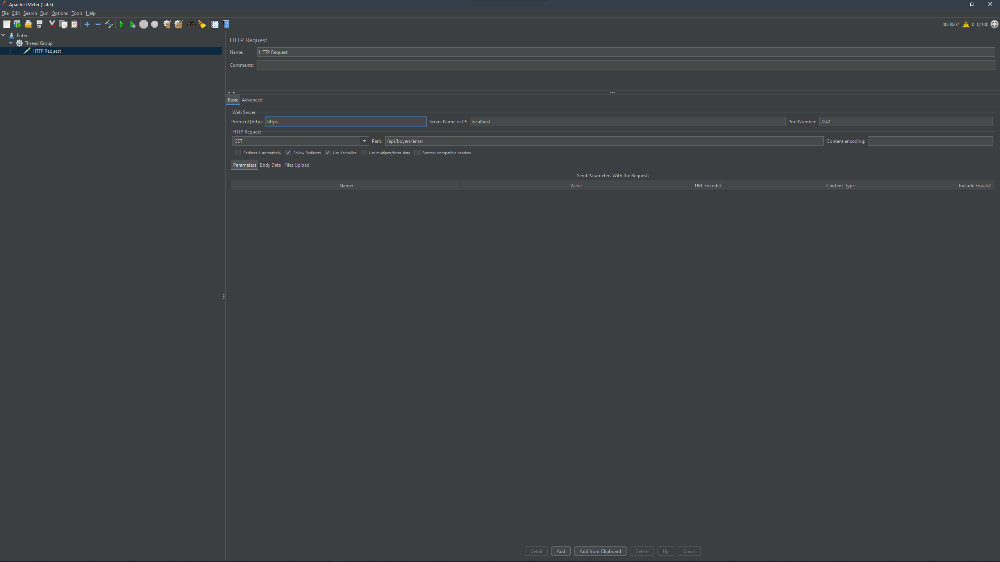 Apache JMeter (5.4.3)
File Edit Search Run Options Tools Help
00:00:02 0 0/100
Enter
Thread Group
HTTP Request
HTTP Request
Name: HTTP Request
Comments:
Basic Advanced
Web Server
Protocol [http]: https Server Name or IP: localhost Port Number: 7242
HTTP Request
GET Path: /api/buyers/enter Content encoding:
Redirect Automatically Follow Redirects Use KeepAlive Use multipart/form-data Browser-compatible headers
Parameters Body Data Files Upload
Send Parameters With the Request:
Name: Value URL Encode? Content-Type Include Equals?
Detail Add Add from Clipboard Delete Up Down